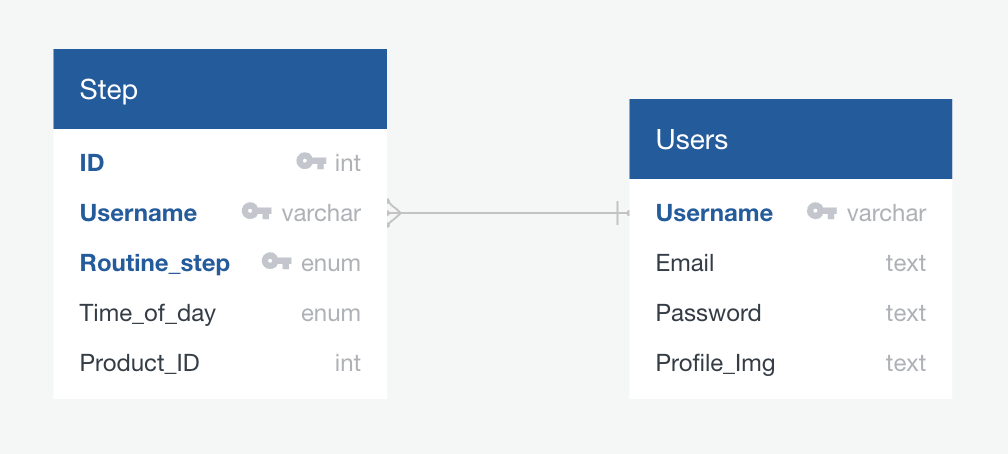 Step
ID int
Username varchar
Routine_step enum
Time_of_day enum
Product_ID int
Users
Username varchar
Email text
Password text
Profile_Img text